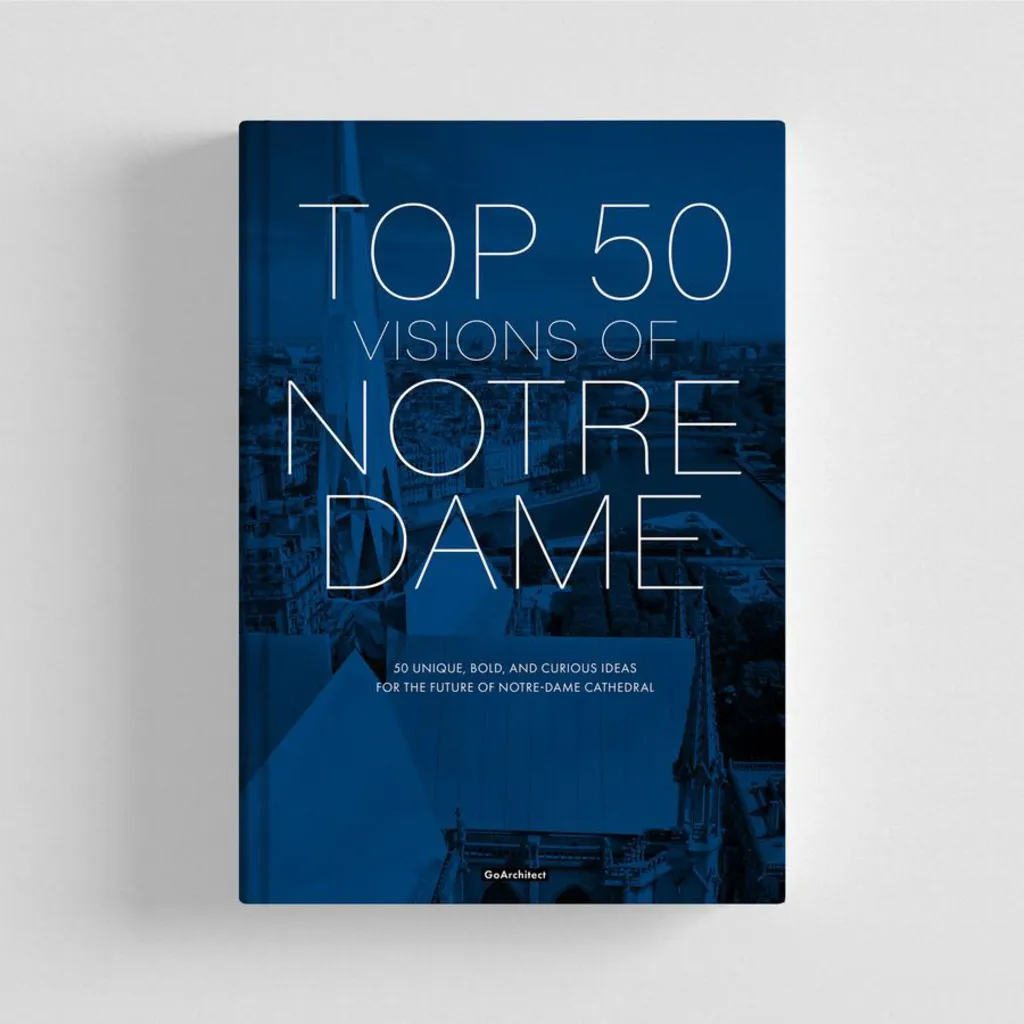 TOP 50
VISIONS OF
NOTRE
DAME
50 UNIQUE, BOLD, AND CURIOUS IDEAS
FOR THE FUTURE OF NOTRE-DAME CATHEDRAL
GoArchitect